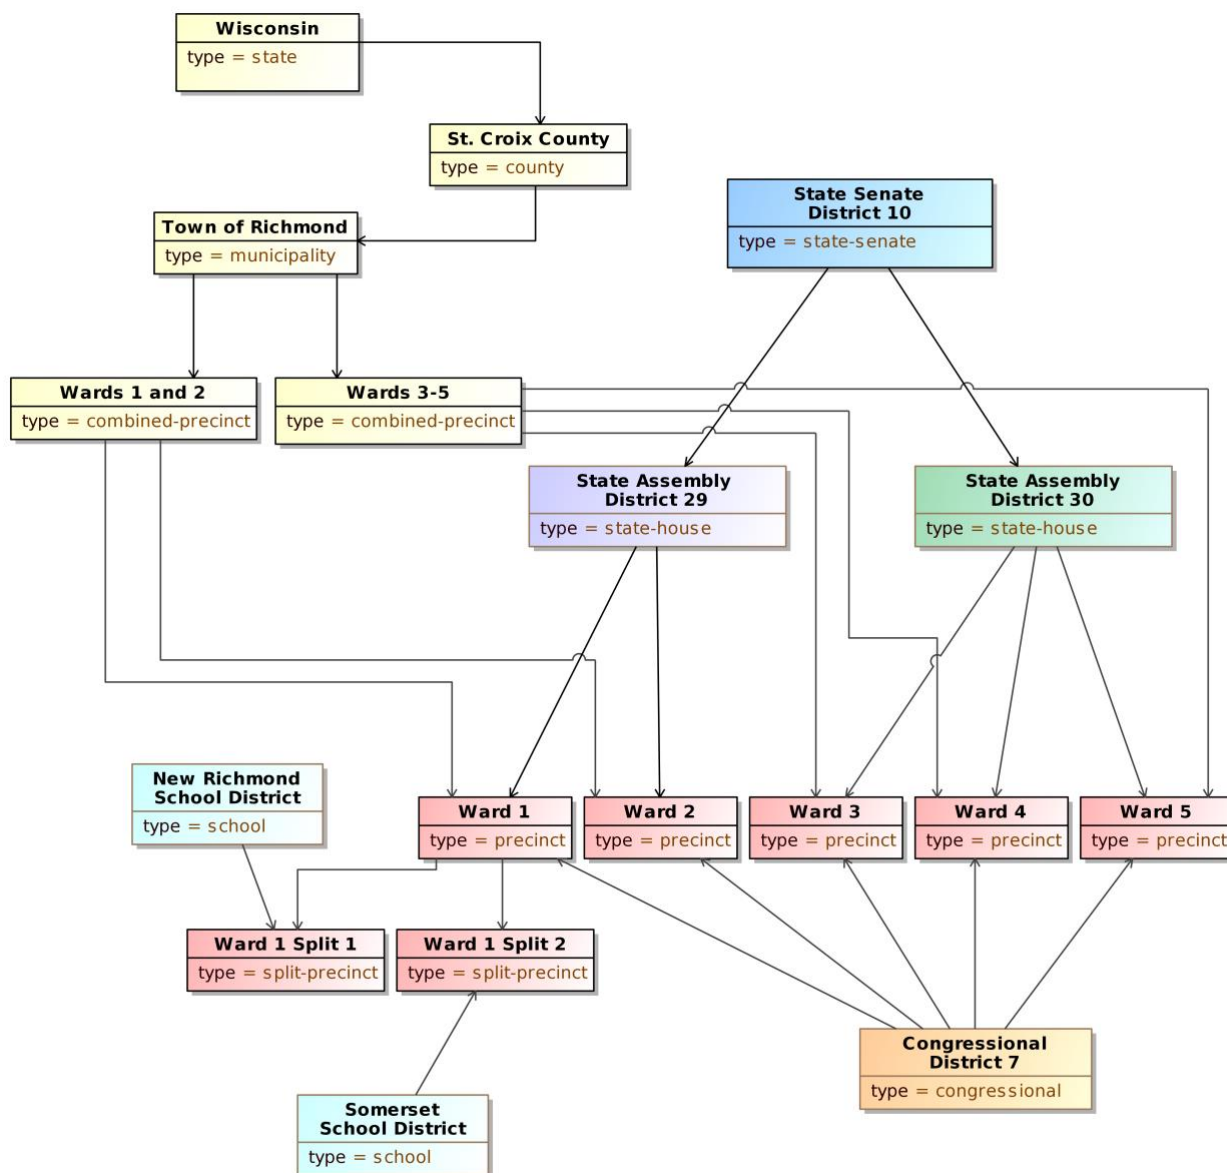 Wisconsin
type = state
St. Croix County
type = county
State Senate
District 10
type = state-senate
Town of Richmond
type = municipality
Wards 1 and 2
type = combined-precinct
Wards 3-5
type = combined-precinct
State Assembly
District 29
type = state-house
State Assembly
District 30
type = state-house
New Richmond
School District
type = school
Ward 1
type = precinct
Ward 2
type = precinct
Ward 3
type = precinct
Ward 4
type = precinct
Ward 5
type = precinct
Ward 1 Split 1
type = split-precinct
Ward 1 Split 2
type = split-precinct
Congressional
District 7
type = congressional
Somerset
School District
type = school